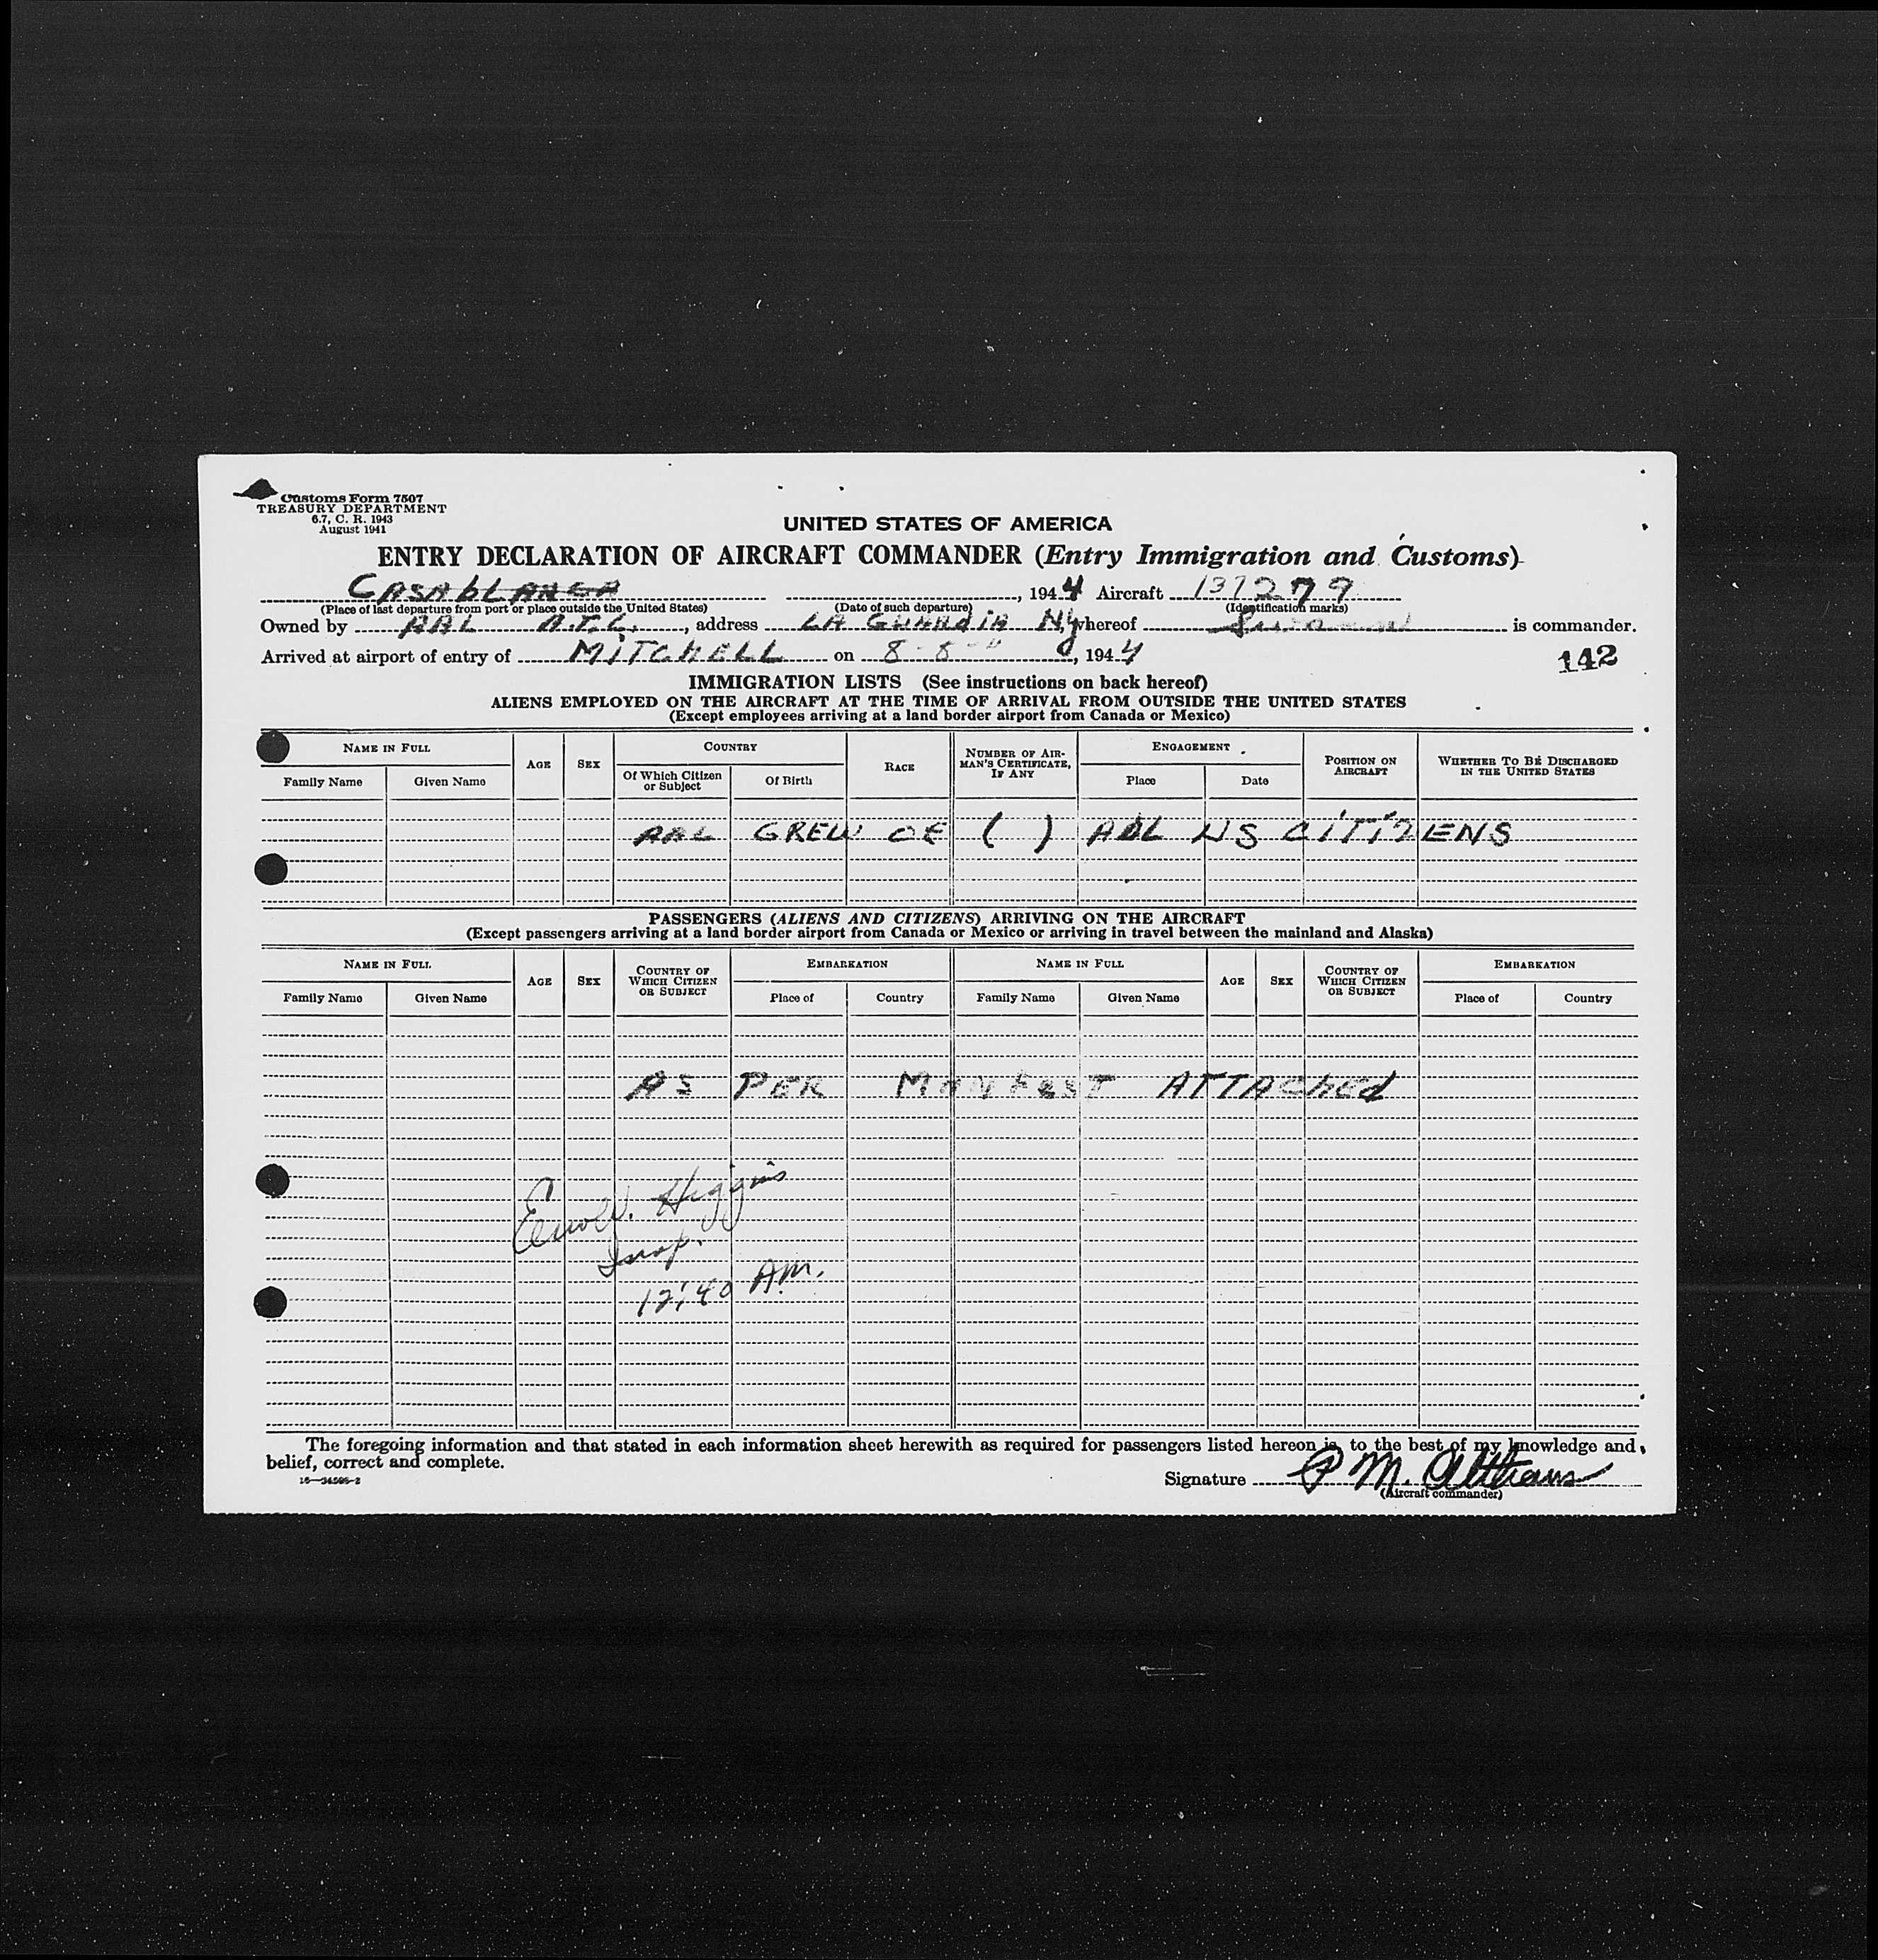 Customs Form 7507
TREASURY DEPARTMENT
6.7, C. R. 1943
August 1941
UNITED STATES OF AMERICA
ENTRY DECLARATION OF AIRCRAFT COMMANDER (Entry Immigration and Customs)
CASAbLANCA , 1944 Aircraft 137279
(Place of last departure from port or place outside the United States) (Date of such departure) (Identification marks)
Owned by AAL A.T.C. , address LA GUARdiA NY whereof is commander.
Arrived at airport of entry of MiTChELL on 8-8- , 1944
142
IMMIGRATION LISTS (See instructions on back hereof)
ALIENS EMPLOYED ON THE AIRCRAFT AT THE TIME OF ARRIVAL FROM OUTSIDE THE UNITED STATES
(Except employees arriving at a land border airport from Canada or Mexico)
NAME IN FULL AGE SEX COUNTRY RACE NUMBER OF AIRMAN'S CERTIFICATE, IF ANY ENGAGEMENT POSITION ON AIRCRAFT WHETHER TO BE DISCHARGED IN THE UNITED STATES
Family Name Given Name Of Which Citizen or Subject Of Birth Place Date
AAL CREW OF ( ) ALL US CiTiZENS
PASSENGERS (ALIENS AND CITIZENS) ARRIVING ON THE AIRCRAFT
(Except passengers arriving at a land border airport from Canada or Mexico or arriving in travel between the mainland and Alaska)
NAME IN FULL AGE SEX COUNTRY OF WHICH CITIZEN OR SUBJECT EMBARKATION NAME IN FULL AGE SEX COUNTRY OF WHICH CITIZEN OR SUBJECT EMBARKATION
Family Name Given Name Place of Country Family Name Given Name Place of Country
AS PER MANFEST ATTAChEd
Higgins
Insp.
12:40 AM.
The foregoing information and that stated in each information sheet herewith as required for passengers listed hereon is, to the best of my knowledge and
belief, correct and complete.
Signature P M. Althaus
(Aircraft commander)